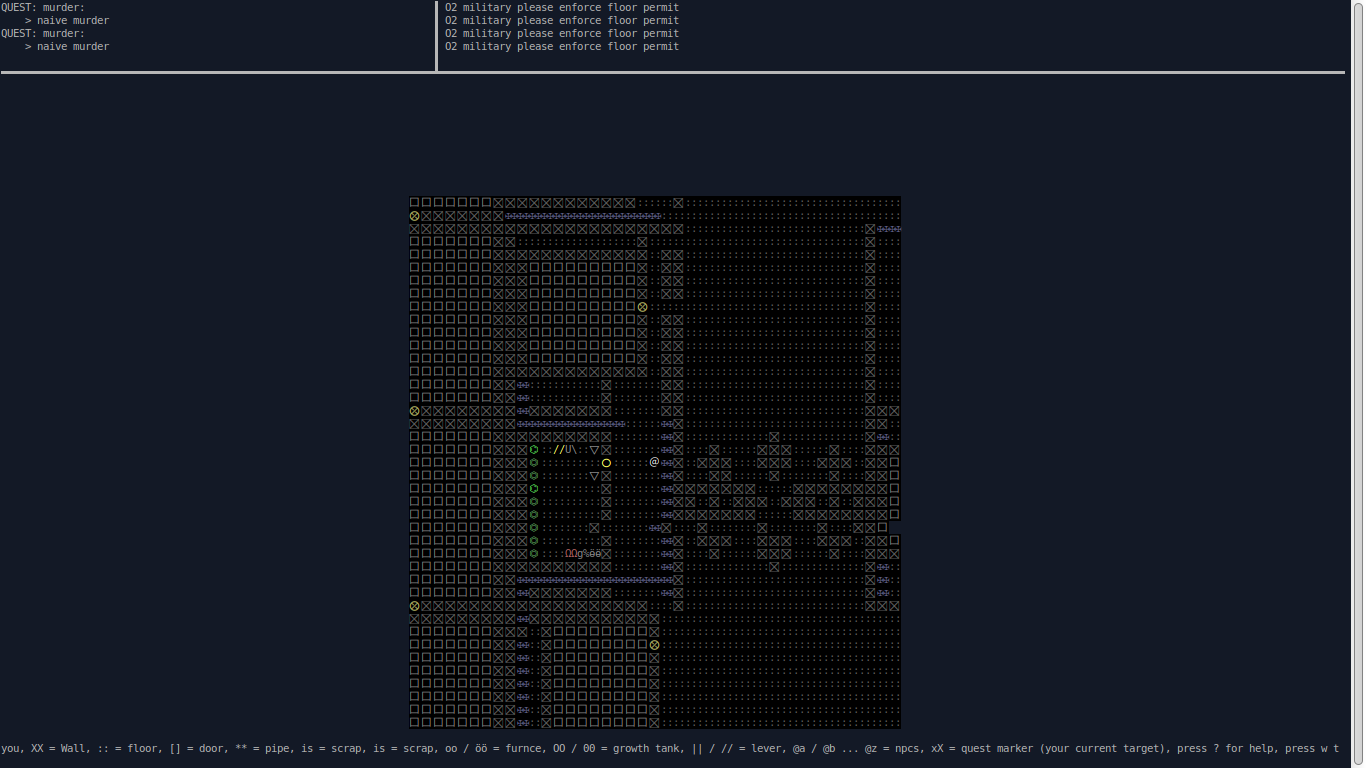 QUEST: murder:
> naive murder
QUEST: murder:
> naive murder
O2 military please enforce floor permit
O2 military please enforce floor permit
O2 military please enforce floor permit
O2 military please enforce floor permit
you, XX = Wall, :: = floor, [] = door, ** = pipe, is = scrap, is = scrap, oo / öö = furnce, OO / 00 = growth tank, || / // = lever, @a / @b ... @z = npcs, xX = quest marker (your current target), press ? for help, press w t